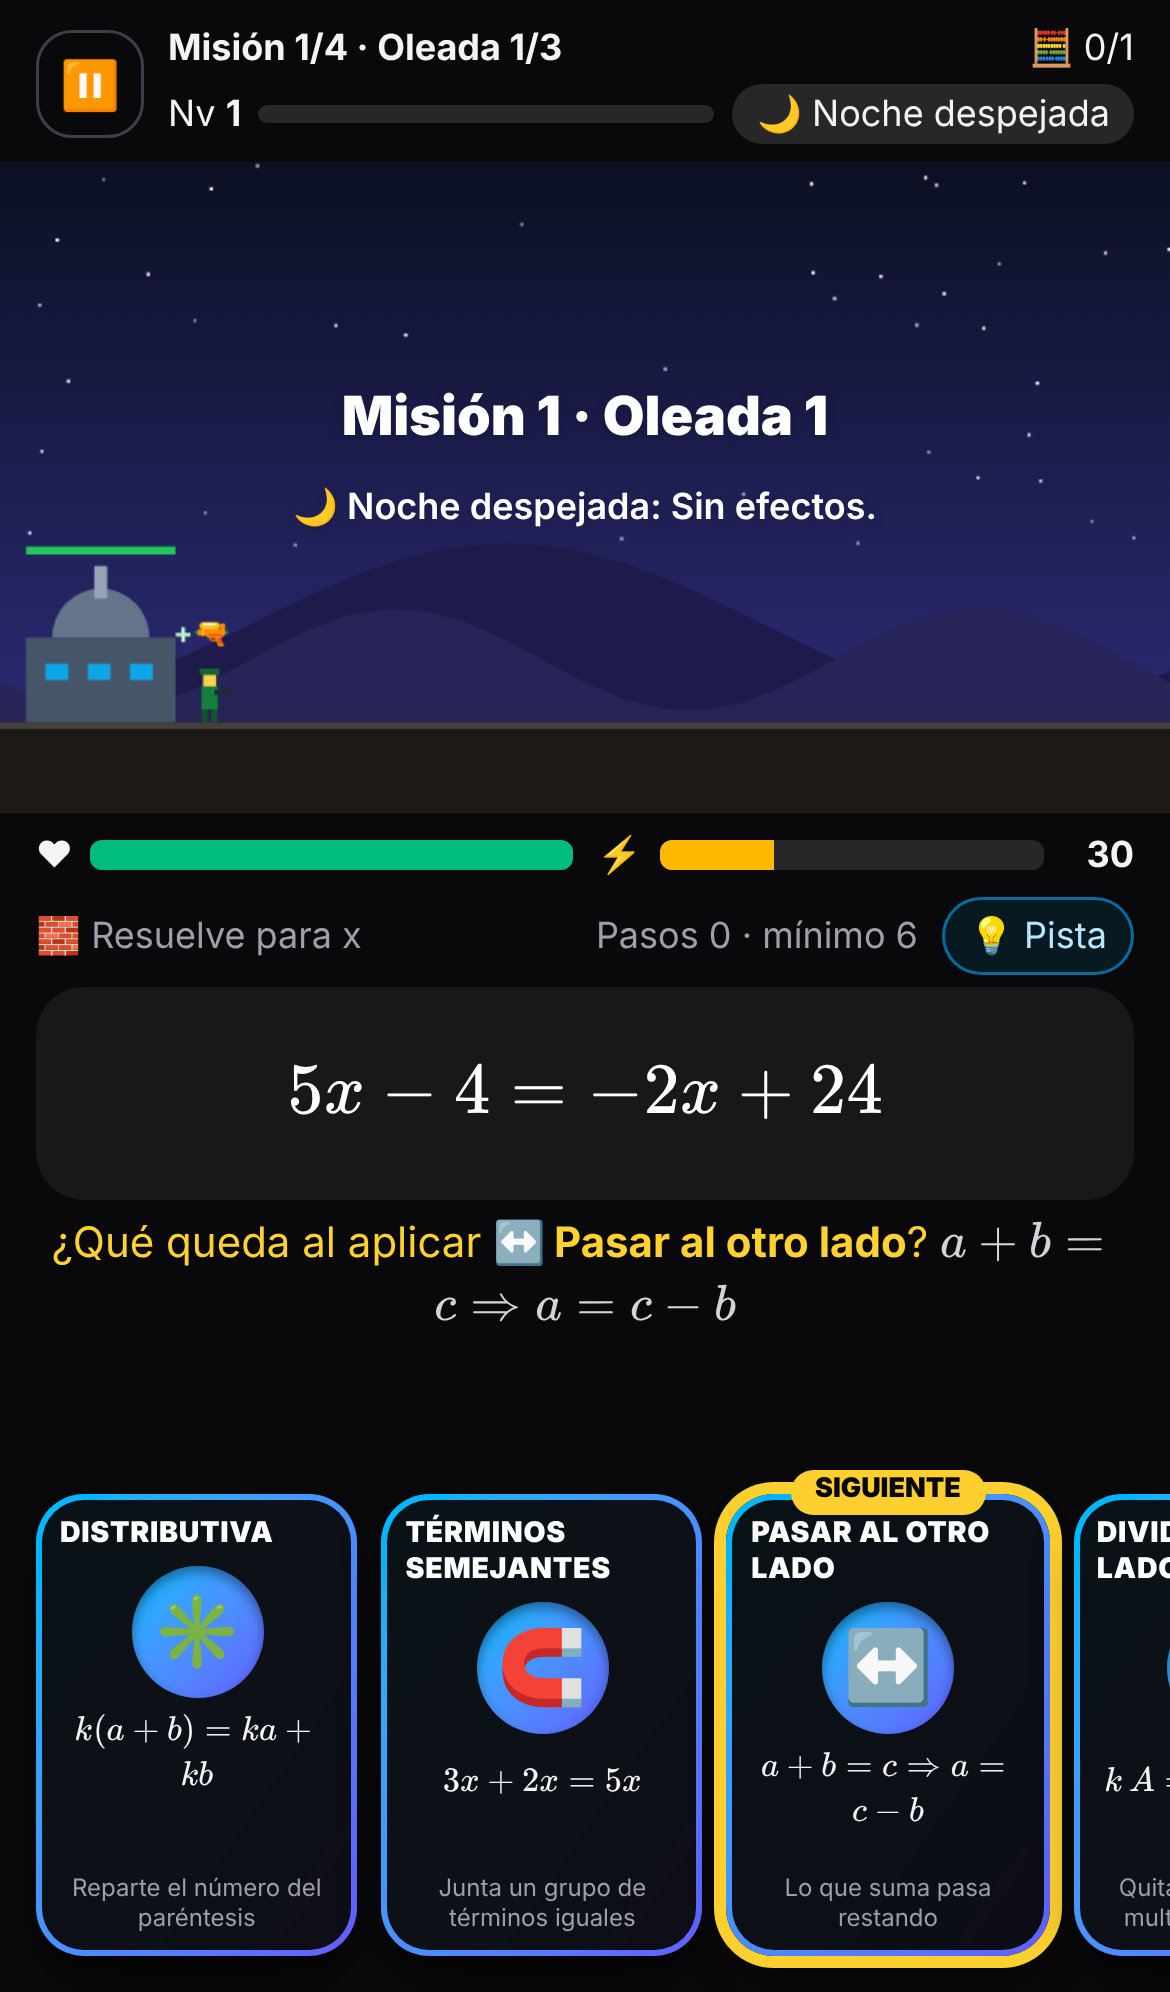 Misión 1/4 · Oleada 1/3
🧮 0/1
Nv 1
🌙 Noche despejada
Misión 1 · Oleada 1
🌙 Noche despejada: Sin efectos.
+
30
🧱 Resuelve para x
Pasos 0 · mínimo 6
💡 Pista
5x − 4 = −2x + 24
¿Qué queda al aplicar ↔️ Pasar al otro lado? a + b =
c ⇒ a = c − b
DISTRIBUTIVA
k(a + b) = ka +
kb
Reparte el número del
paréntesis
TÉRMINOS
SEMEJANTES
3x + 2x = 5x
Junta un grupo de
términos iguales
SIGUIENTE
PASAR AL OTRO
LADO
a + b = c ⇒ a =
c − b
Lo que suma pasa
restando